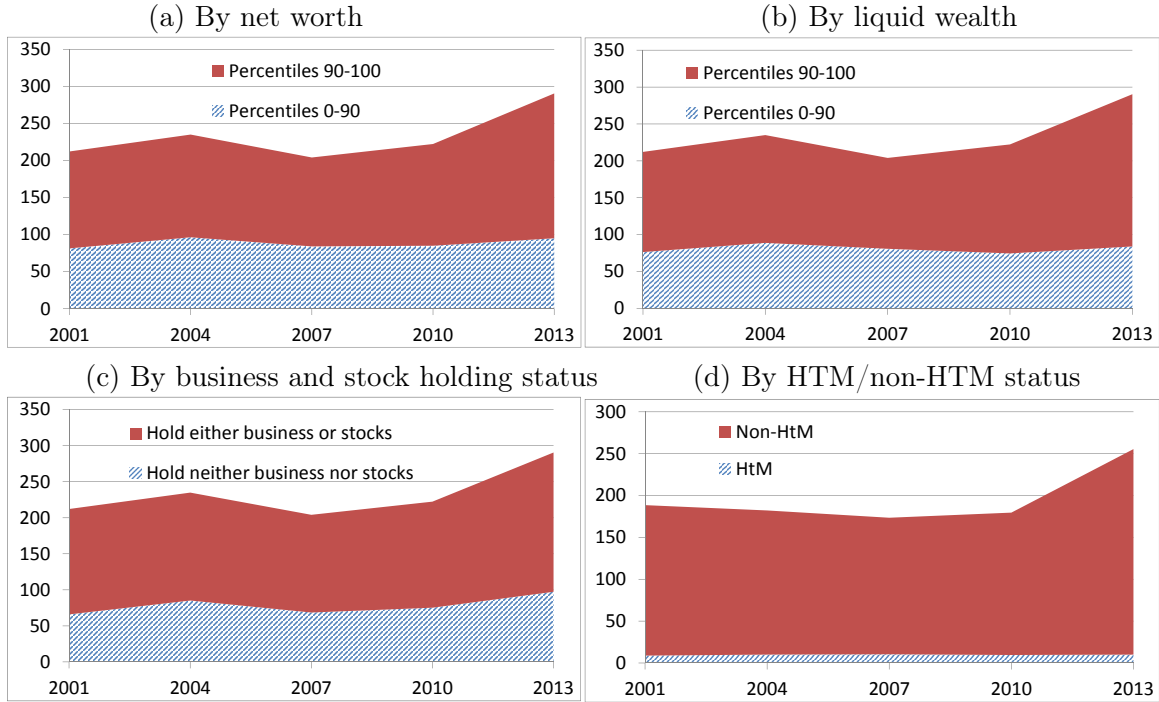 (a) By net worth
350
300
250
200
150
100
50
0
Percentiles 90-100
Percentiles 0-90
2001 2004 2007 2010 2013
(b) By liquid wealth
350
300
250
200
150
100
50
0
Percentiles 90-100
Percentiles 0-90
2001 2004 2007 2010 2013
(c) By business and stock holding status
350
300
250
200
150
100
50
0
Hold either business or stocks
Hold neither business nor stocks
2001 2004 2007 2010 2013
(d) By HTM/non-HTM status
300
250
200
150
100
50
0
Non-HtM
HtM
2001 2004 2007 2010 2013